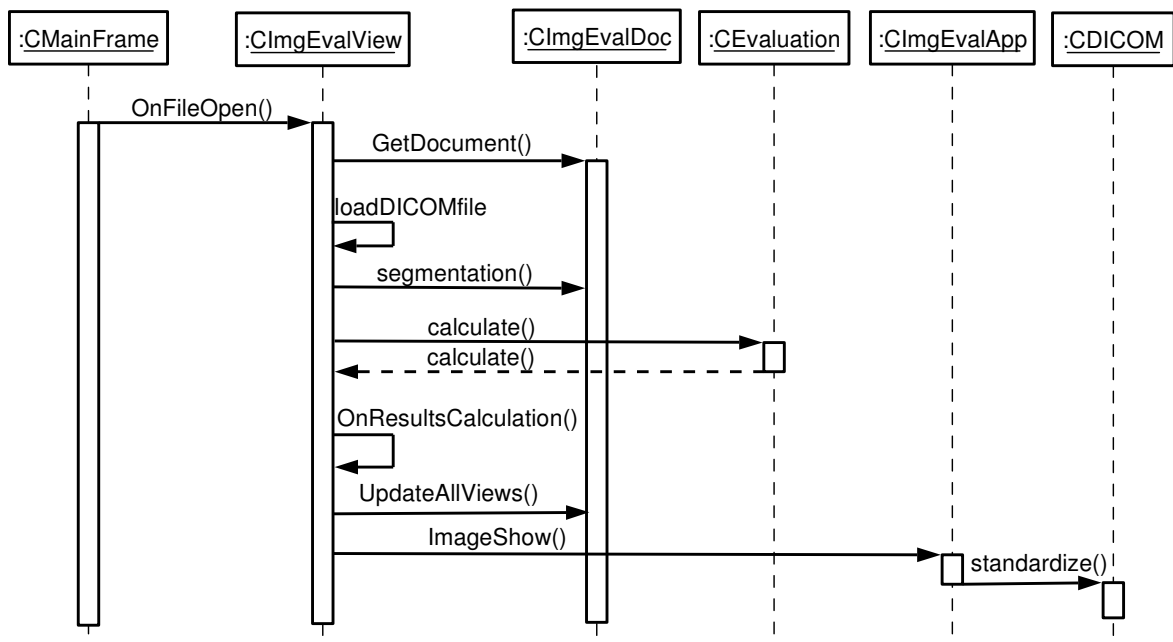 :CMainFrame
:CImgEvalView
:CImgEvalDoc
:CEvaluation
:CImgEvalApp
:CDICOM
OnFileOpen()
GetDocument()
loadDICOMfile
segmentation()
calculate()
calculate()
OnResultsCalculation()
UpdateAllViews()
ImageShow()
standardize()